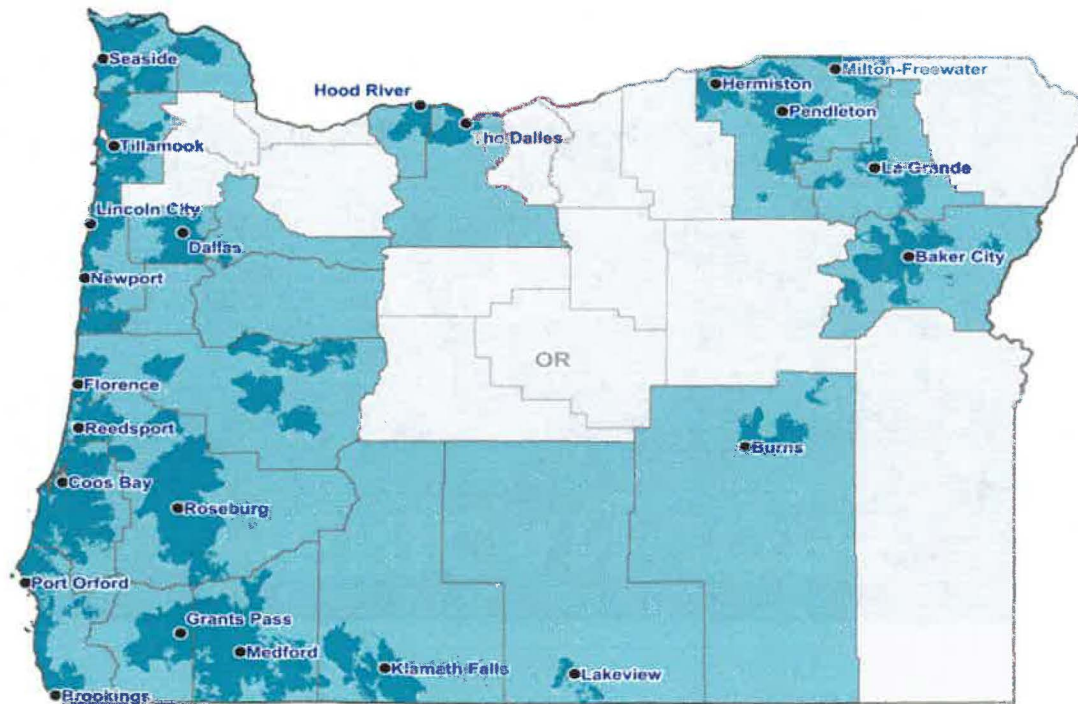 Seaside
Hood River
The Dalles
Hermiston
Milton-Freewater
Pendleton
Tillamook
La Grande
Lincoln City
Dallas
Baker City
Newport
OR
Florence
Reedsport
Burns
Coos Bay
Roseburg
Port Orford
Grants Pass
Medford
Klamath Falls
Lakeview
Brookings